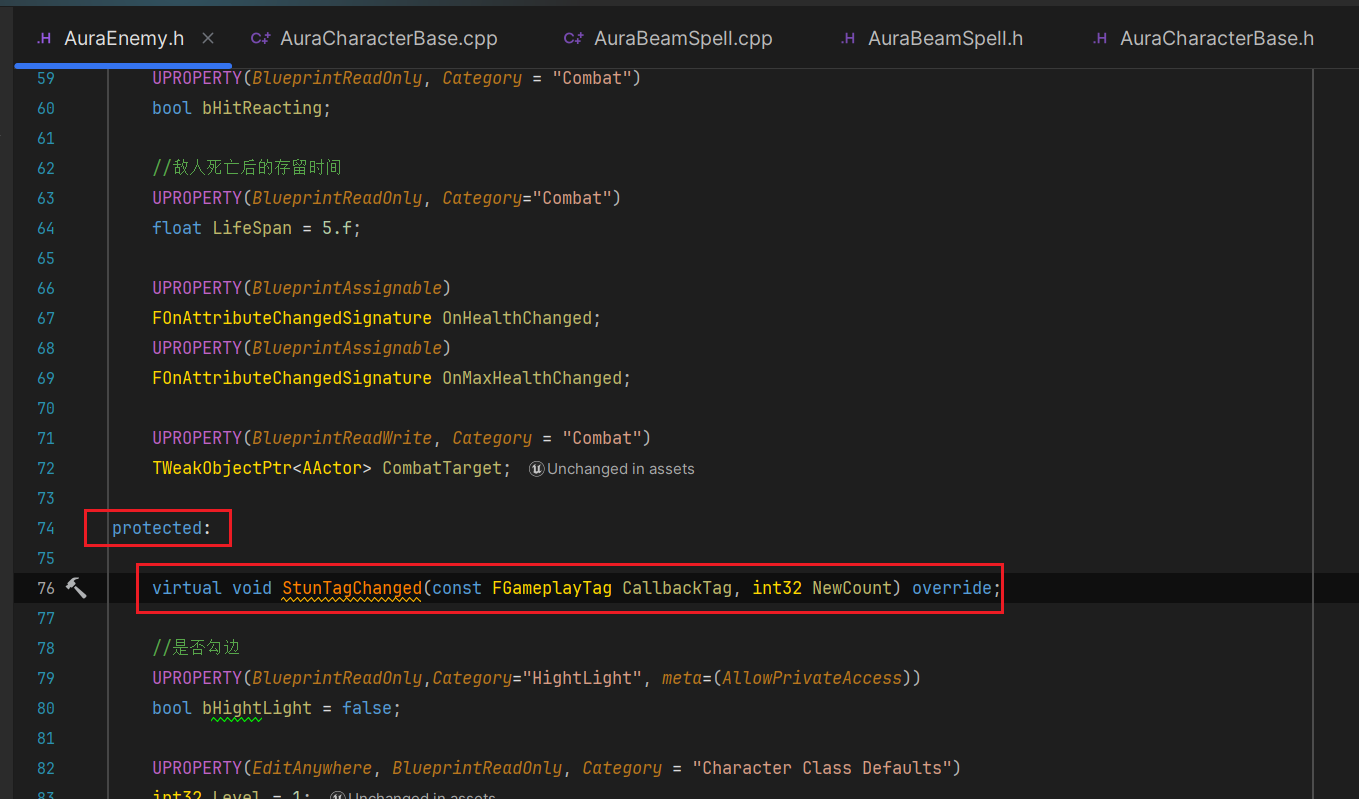 .H AuraEnemy.h × C++ AuraCharacterBase.cpp C++ AuraBeamSpell.cpp .H AuraBeamSpell.h .H AuraCharacterBase.h
59 UPROPERTY(BlueprintReadOnly, Category = "Combat")
60 bool bHitReacting;
61
62 //敌人死亡后的存留时间
63 UPROPERTY(BlueprintReadOnly, Category="Combat")
64 float LifeSpan = 5.f;
65
66 UPROPERTY(BlueprintAssignable)
67 FOnAttributeChangedSignature OnHealthChanged;
68 UPROPERTY(BlueprintAssignable)
69 FOnAttributeChangedSignature OnMaxHealthChanged;
70
71 UPROPERTY(BlueprintReadWrite, Category = "Combat")
72 TWeakObjectPtr<AActor> CombatTarget; Unchanged in assets
73
74 protected:
75
76 virtual void StunTagChanged(const FGameplayTag CallbackTag, int32 NewCount) override;
77
78 //是否勾边
79 UPROPERTY(BlueprintReadOnly,Category="HightLight", meta=(AllowPrivateAccess))
80 bool bHightLight = false;
81
82 UPROPERTY(EditAnywhere, BlueprintReadOnly, Category = "Character Class Defaults")
83 int32 Level = 1; Unchanged in assets